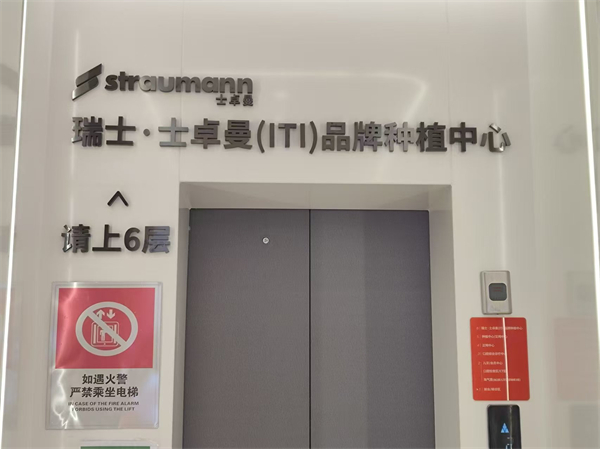 straumann
士卓曼
瑞士·士卓曼(ITI)品牌种植中心
请上6层
如遇火警
严禁乘坐电梯
IN CASE OF THE FIRE ALARM
FORBIDS USING THE LIFT